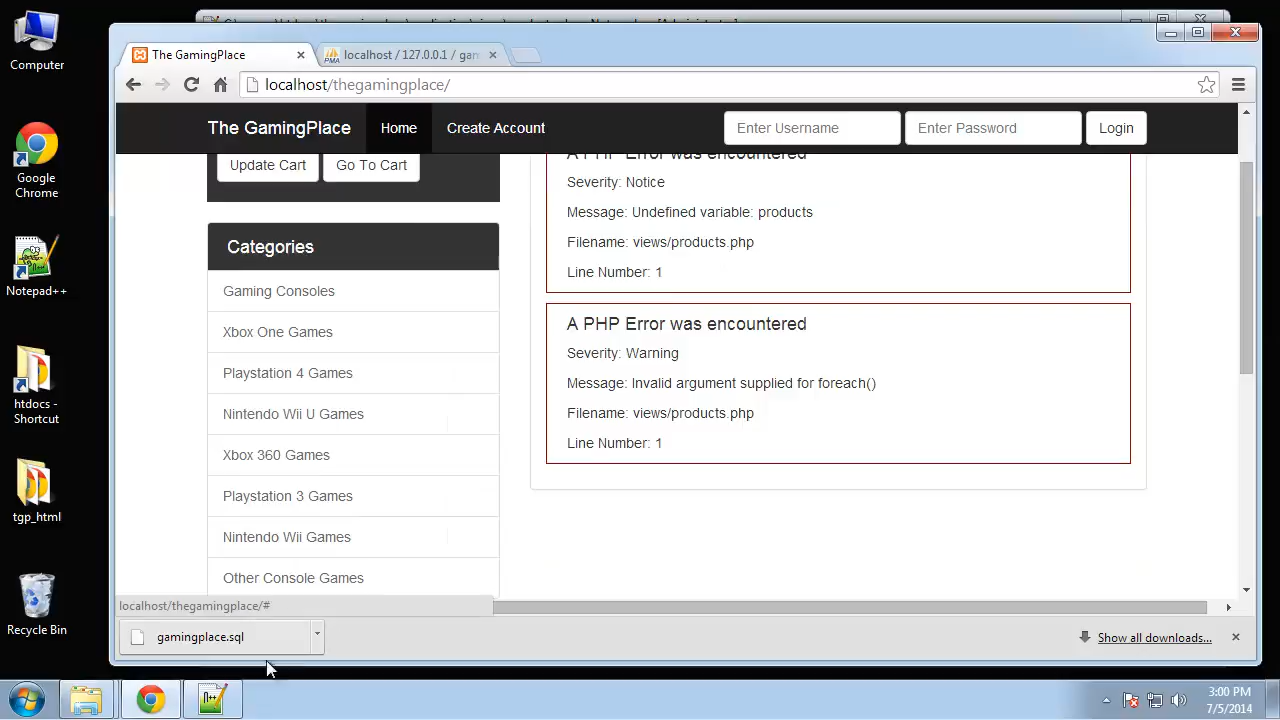 Computer
Google
Chrome
Notepad++
htdocs -
Shortcut
tgp_html
Recycle Bin
The GamingPlace
localhost / 127.0.0.1 / gam
localhost/thegamingplace/
The GamingPlace
Home
Create Account
Enter Username
Enter Password
Login
Update Cart
Go To Cart
Categories
Gaming Consoles
Xbox One Games
Playstation 4 Games
Nintendo Wii U Games
Xbox 360 Games
Playstation 3 Games
Nintendo Wii Games
Other Console Games
A PHP Error was encountered
Severity: Notice
Message: Undefined variable: products
Filename: views/products.php
Line Number: 1
A PHP Error was encountered
Severity: Warning
Message: Invalid argument supplied for foreach()
Filename: views/products.php
Line Number: 1
localhost/thegamingplace/#
gamingplace.sql
Show all downloads...
3:00 PM
7/5/2014